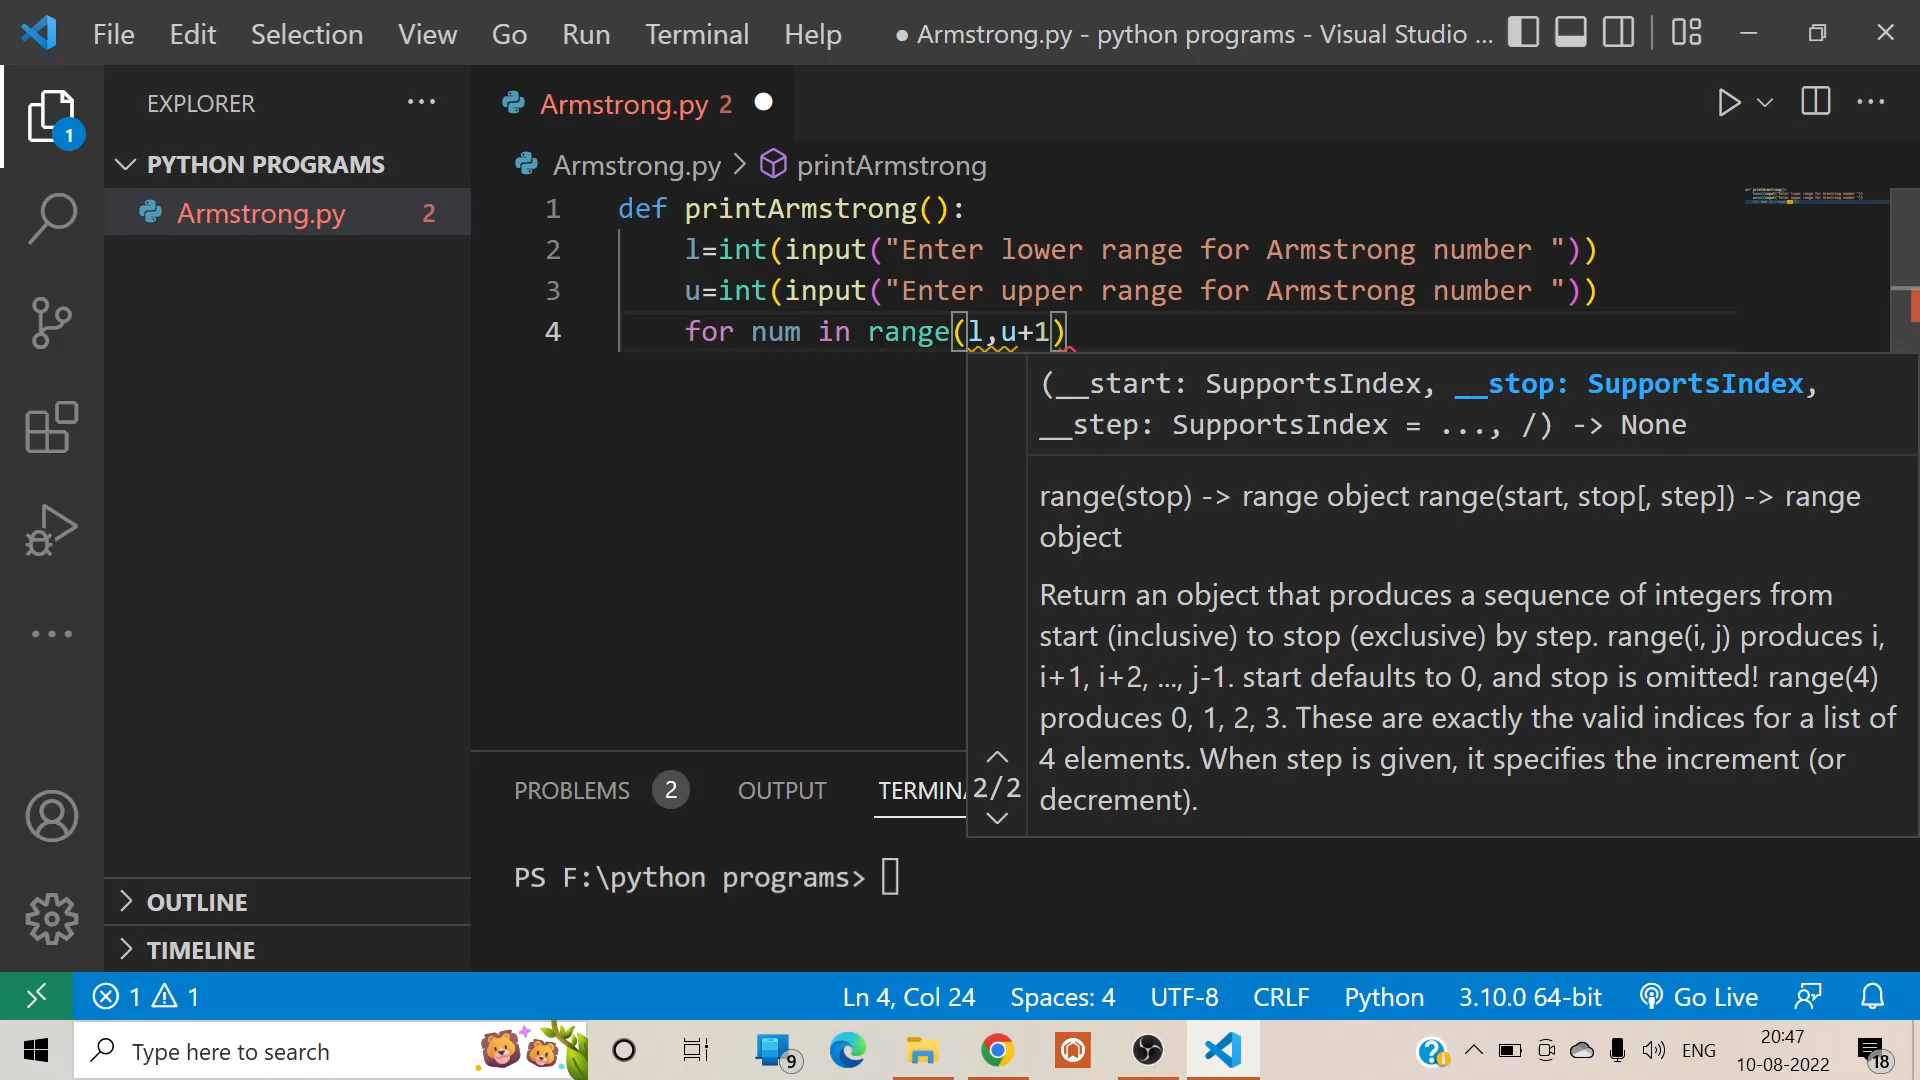 File Edit Selection View Go Run Terminal Help ● Armstrong.py - python programs - Visual Studio ...
EXPLORER
Armstrong.py 2
PYTHON PROGRAMS
Armstrong.py 2
Armstrong.py > printArmstrong
1 def printArmstrong():
2 l=int(input("Enter lower range for Armstrong number "))
3 u=int(input("Enter upper range for Armstrong number "))
4 for num in range(l,u+1)
(__start: SupportsIndex, __stop: SupportsIndex,
__step: SupportsIndex = ..., /) -> None
range(stop) -> range object range(start, stop[, step]) -> range
object
Return an object that produces a sequence of integers from
start (inclusive) to stop (exclusive) by step. range(i, j) produces i,
i+1, i+2, ..., j-1. start defaults to 0, and stop is omitted! range(4)
produces 0, 1, 2, 3. These are exactly the valid indices for a list of
4 elements. When step is given, it specifies the increment (or
decrement).
2/2
1
PROBLEMS 2 OUTPUT TERMINA
PS F:\python programs>
OUTLINE
TIMELINE
1 1 Ln 4, Col 24 Spaces: 4 UTF-8 CRLF Python 3.10.0 64-bit Go Live
Type here to search 9 ENG 20:47
10-08-2022 18